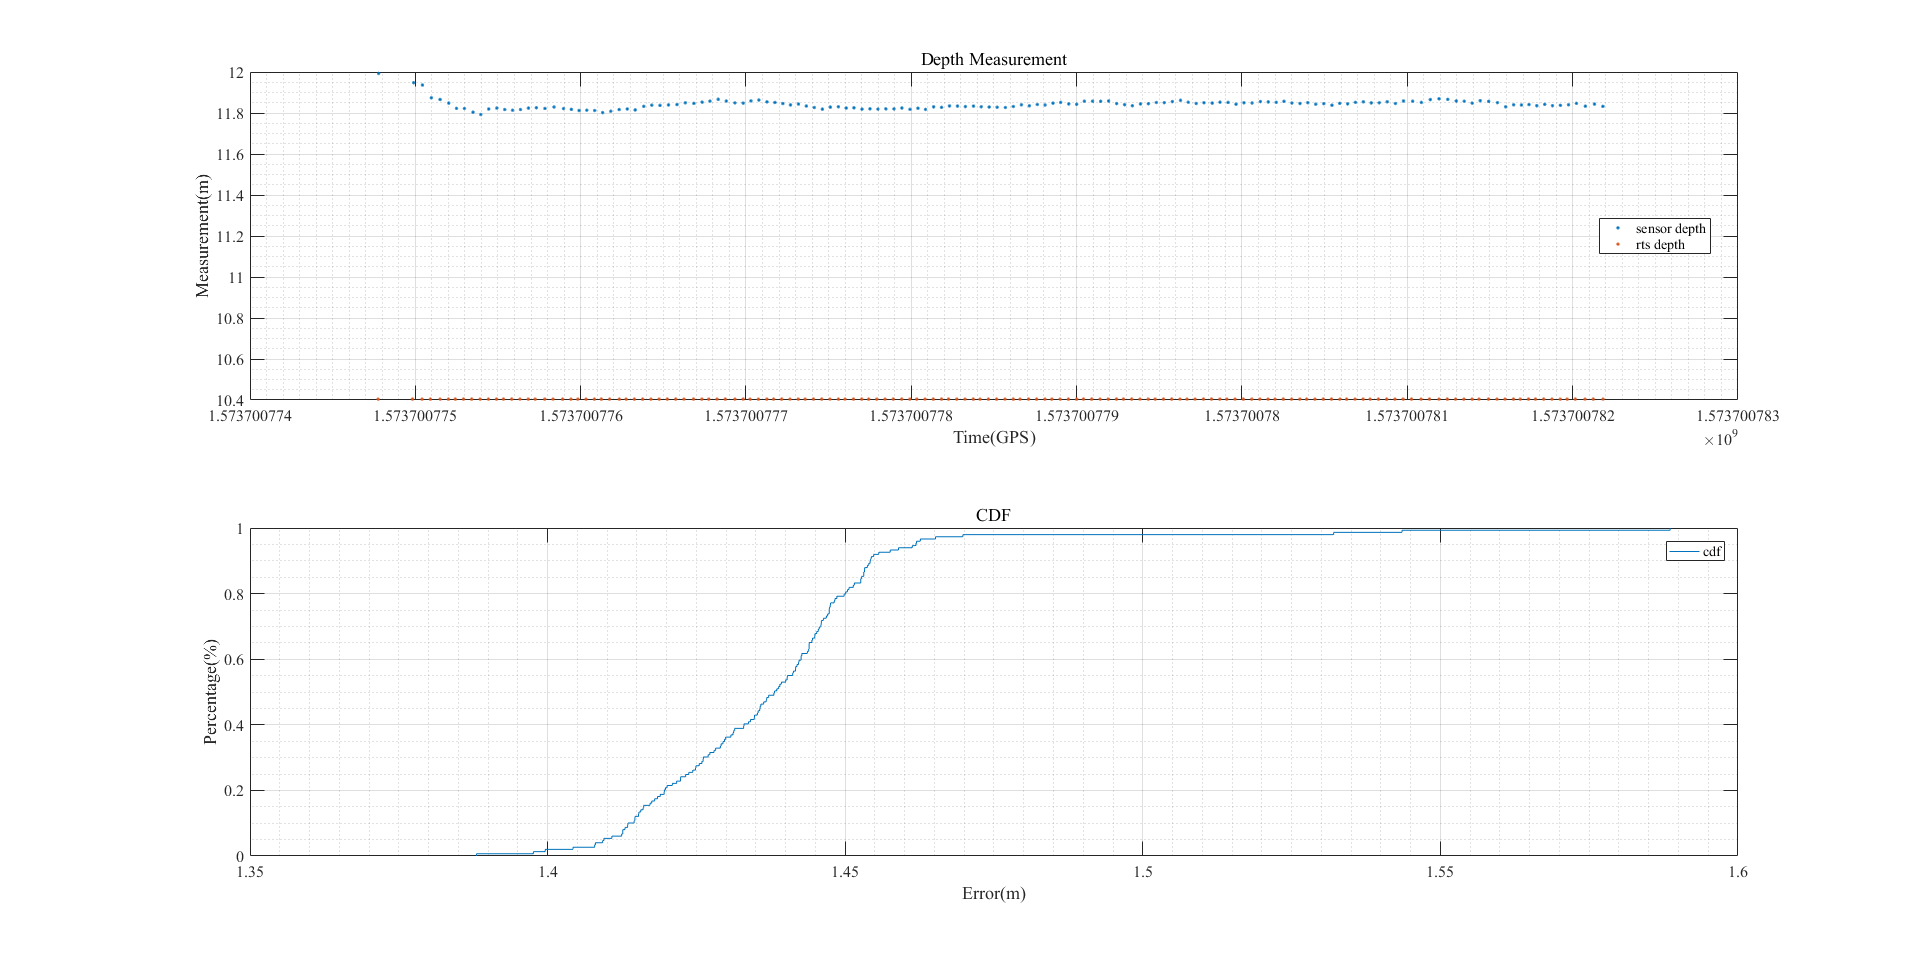 Depth Measurement
12
11.8
11.6
11.4
11.2
11
10.8
10.6
10.4
Measurement(m)
sensor depth
rts depth
1.573700774 1.573700775 1.573700776 1.573700777 1.573700778 1.573700779 1.57370078 1.573700781 1.573700782 1.573700783
Time(GPS)
×10⁹
CDF
1
0.8
0.6
0.4
0.2
0
Percentage(%)
cdf
1.35 1.4 1.45 1.5 1.55 1.6
Error(m)